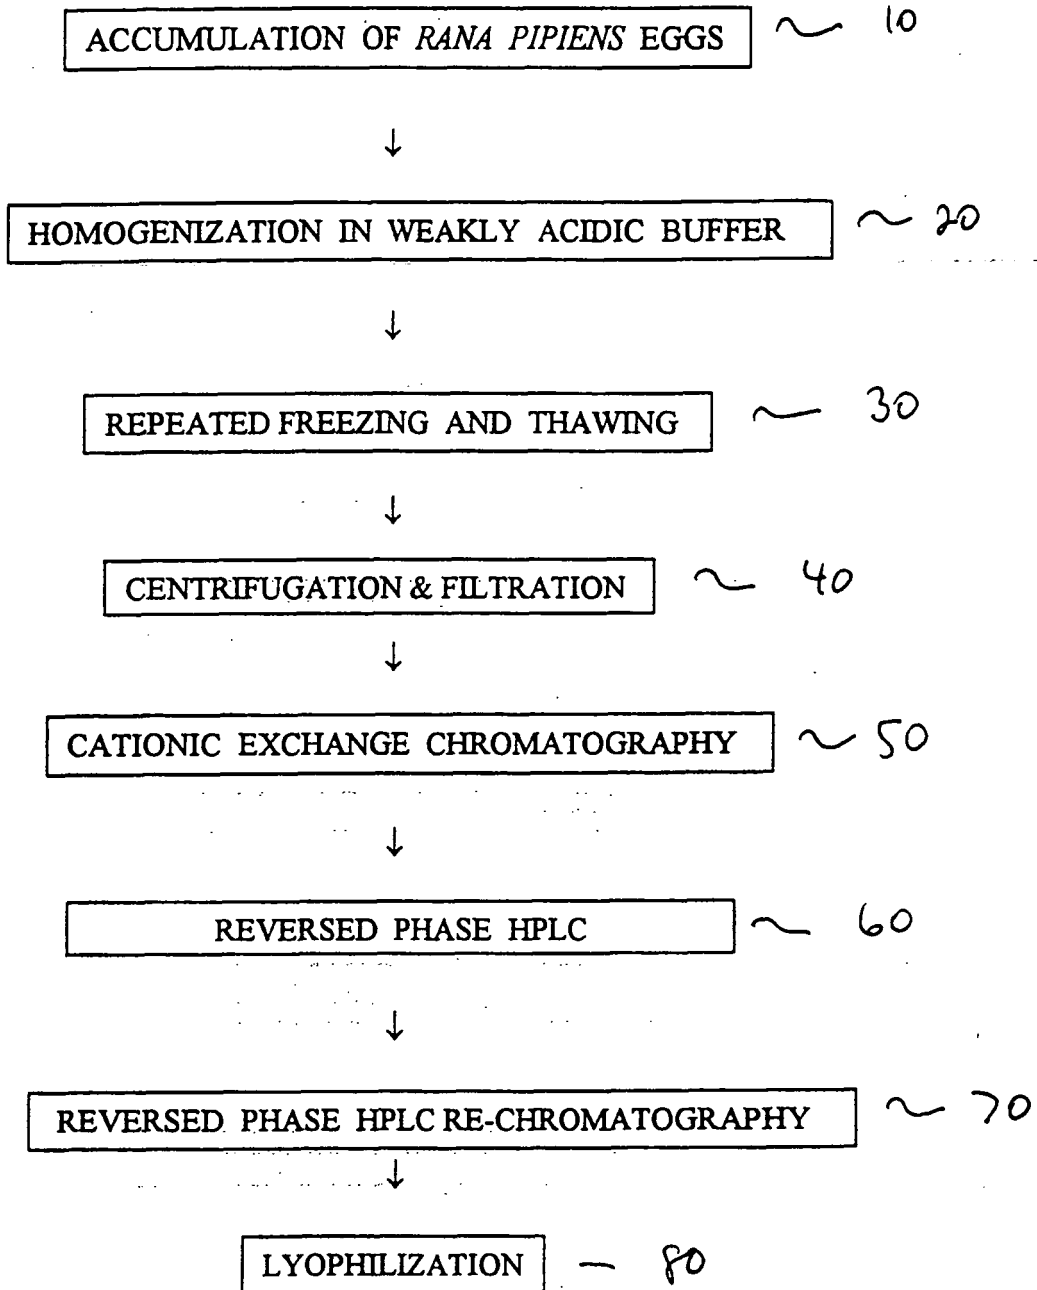 ACCUMULATION OF RANA PIPIENS EGGS ~ 10
↓
HOMOGENIZATION IN WEAKLY ACIDIC BUFFER ~ 20
↓
REPEATED FREEZING AND THAWING ~ 30
↓
CENTRIFUGATION & FILTRATION ~ 40
↓
CATIONIC EXCHANGE CHROMATOGRAPHY ~ 50
↓
REVERSED PHASE HPLC ~ 60
↓
REVERSED PHASE HPLC RE-CHROMATOGRAPHY ~ 70
↓
LYOPHILIZATION — 80